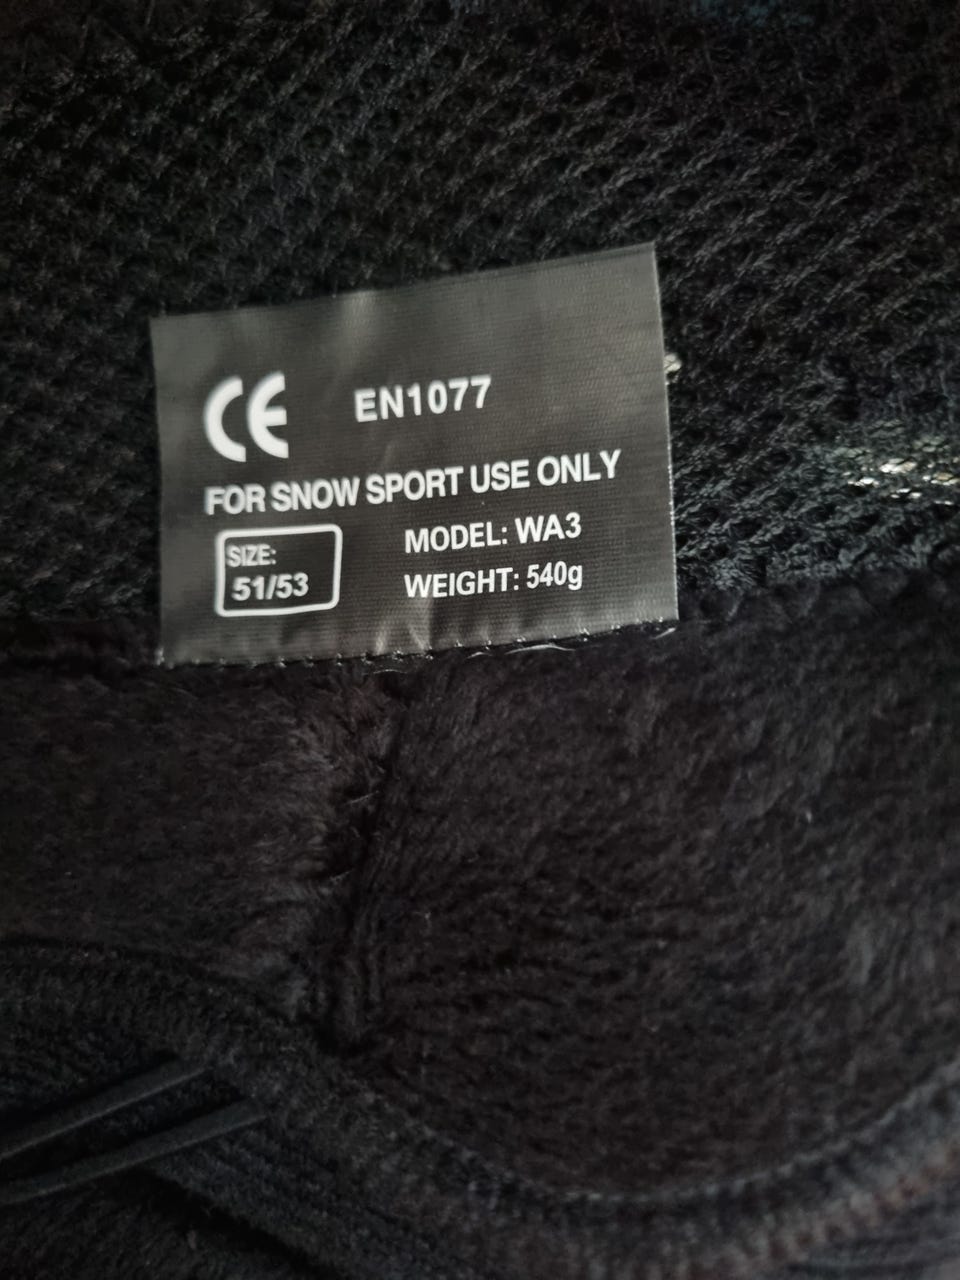 CE EN1077
FOR SNOW SPORT USE ONLY
SIZE:
51/53
MODEL: WA3
WEIGHT: 540g